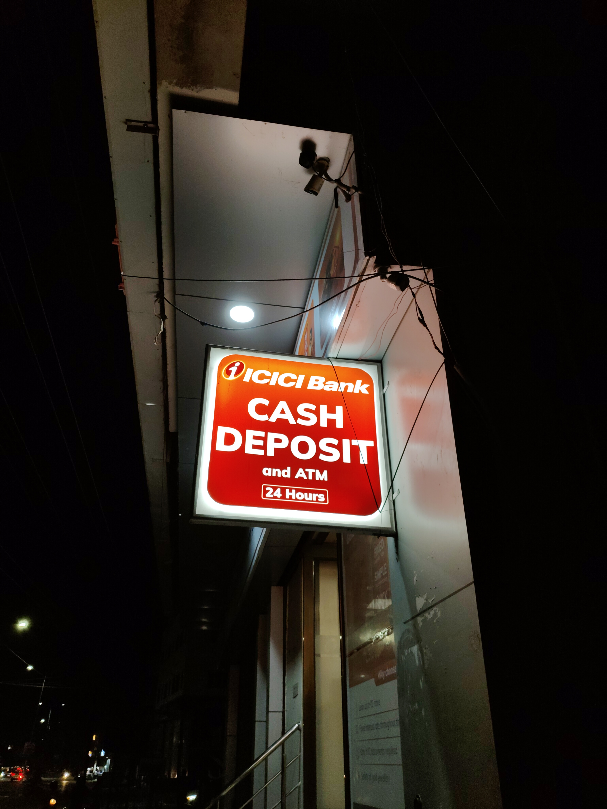 ICICI Bank
CASH
DEPOSIT
and ATM
24 Hours